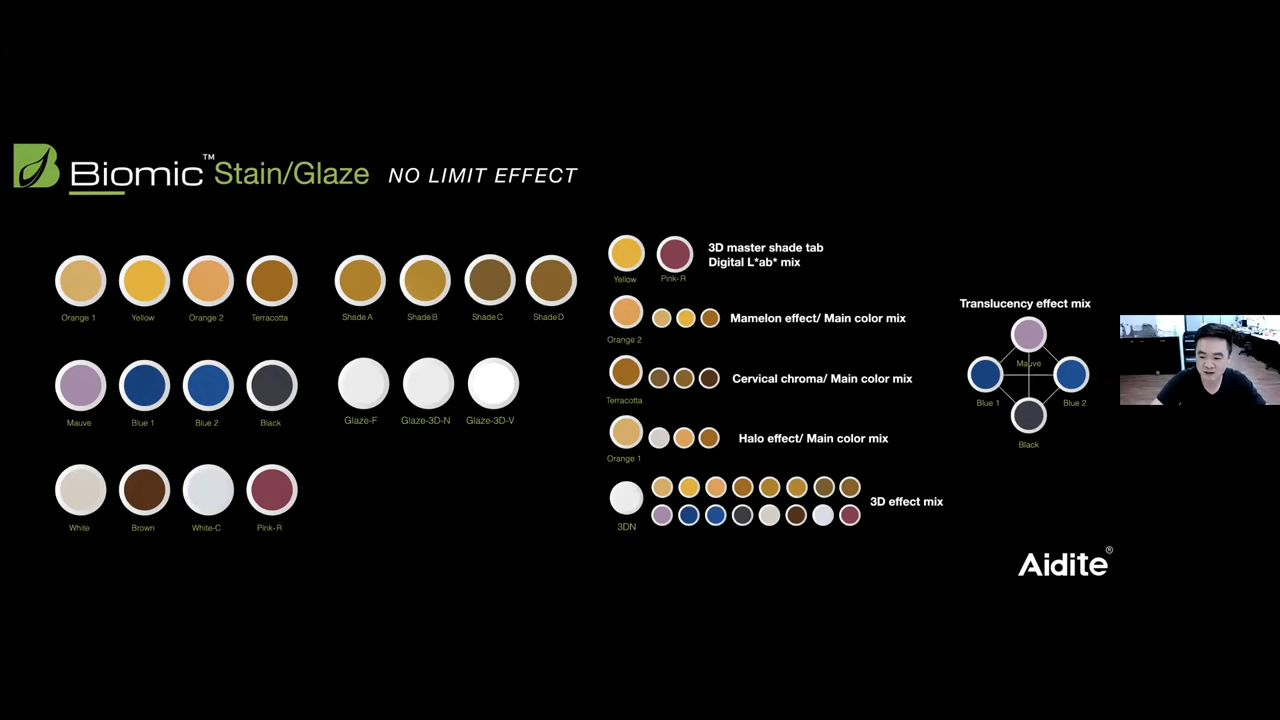 Biomic™ Stain/Glaze NO LIMIT EFFECT
Orange 1 Yellow Orange 2 Terracotta
Shade A Shade B Shade C Shade D
Mauve Blue 1 Blue 2 Black
Glaze-F Glaze-3D-N Glaze-3D-V
White Brown White-C Pink-R
Yellow Pink-R
3D master shade tab
Digital L*ab* mix
Orange 2
Mamelon effect/ Main color mix
Terracotta
Cervical chroma/ Main color mix
Orange 1
Halo effect/ Main color mix
3DN
3D effect mix
Translucency effect mix
Mauve
Blue 1 Blue 2
Black
Aidite®